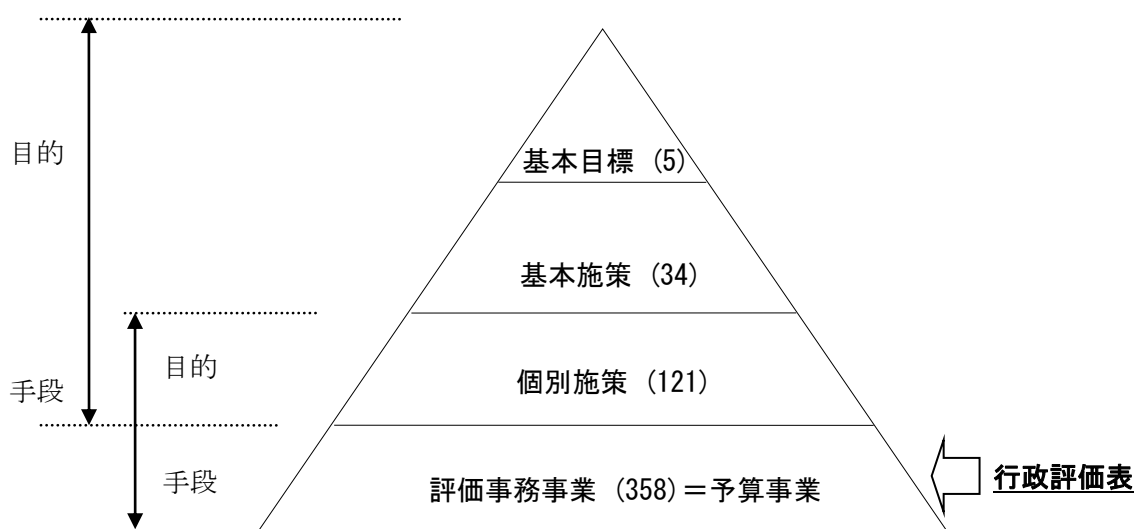 目的
基本目標 (5)
基本施策 (34)
目的
手段
個別施策 (121)
手段
評価事務事業 (358)＝予算事業
行政評価表